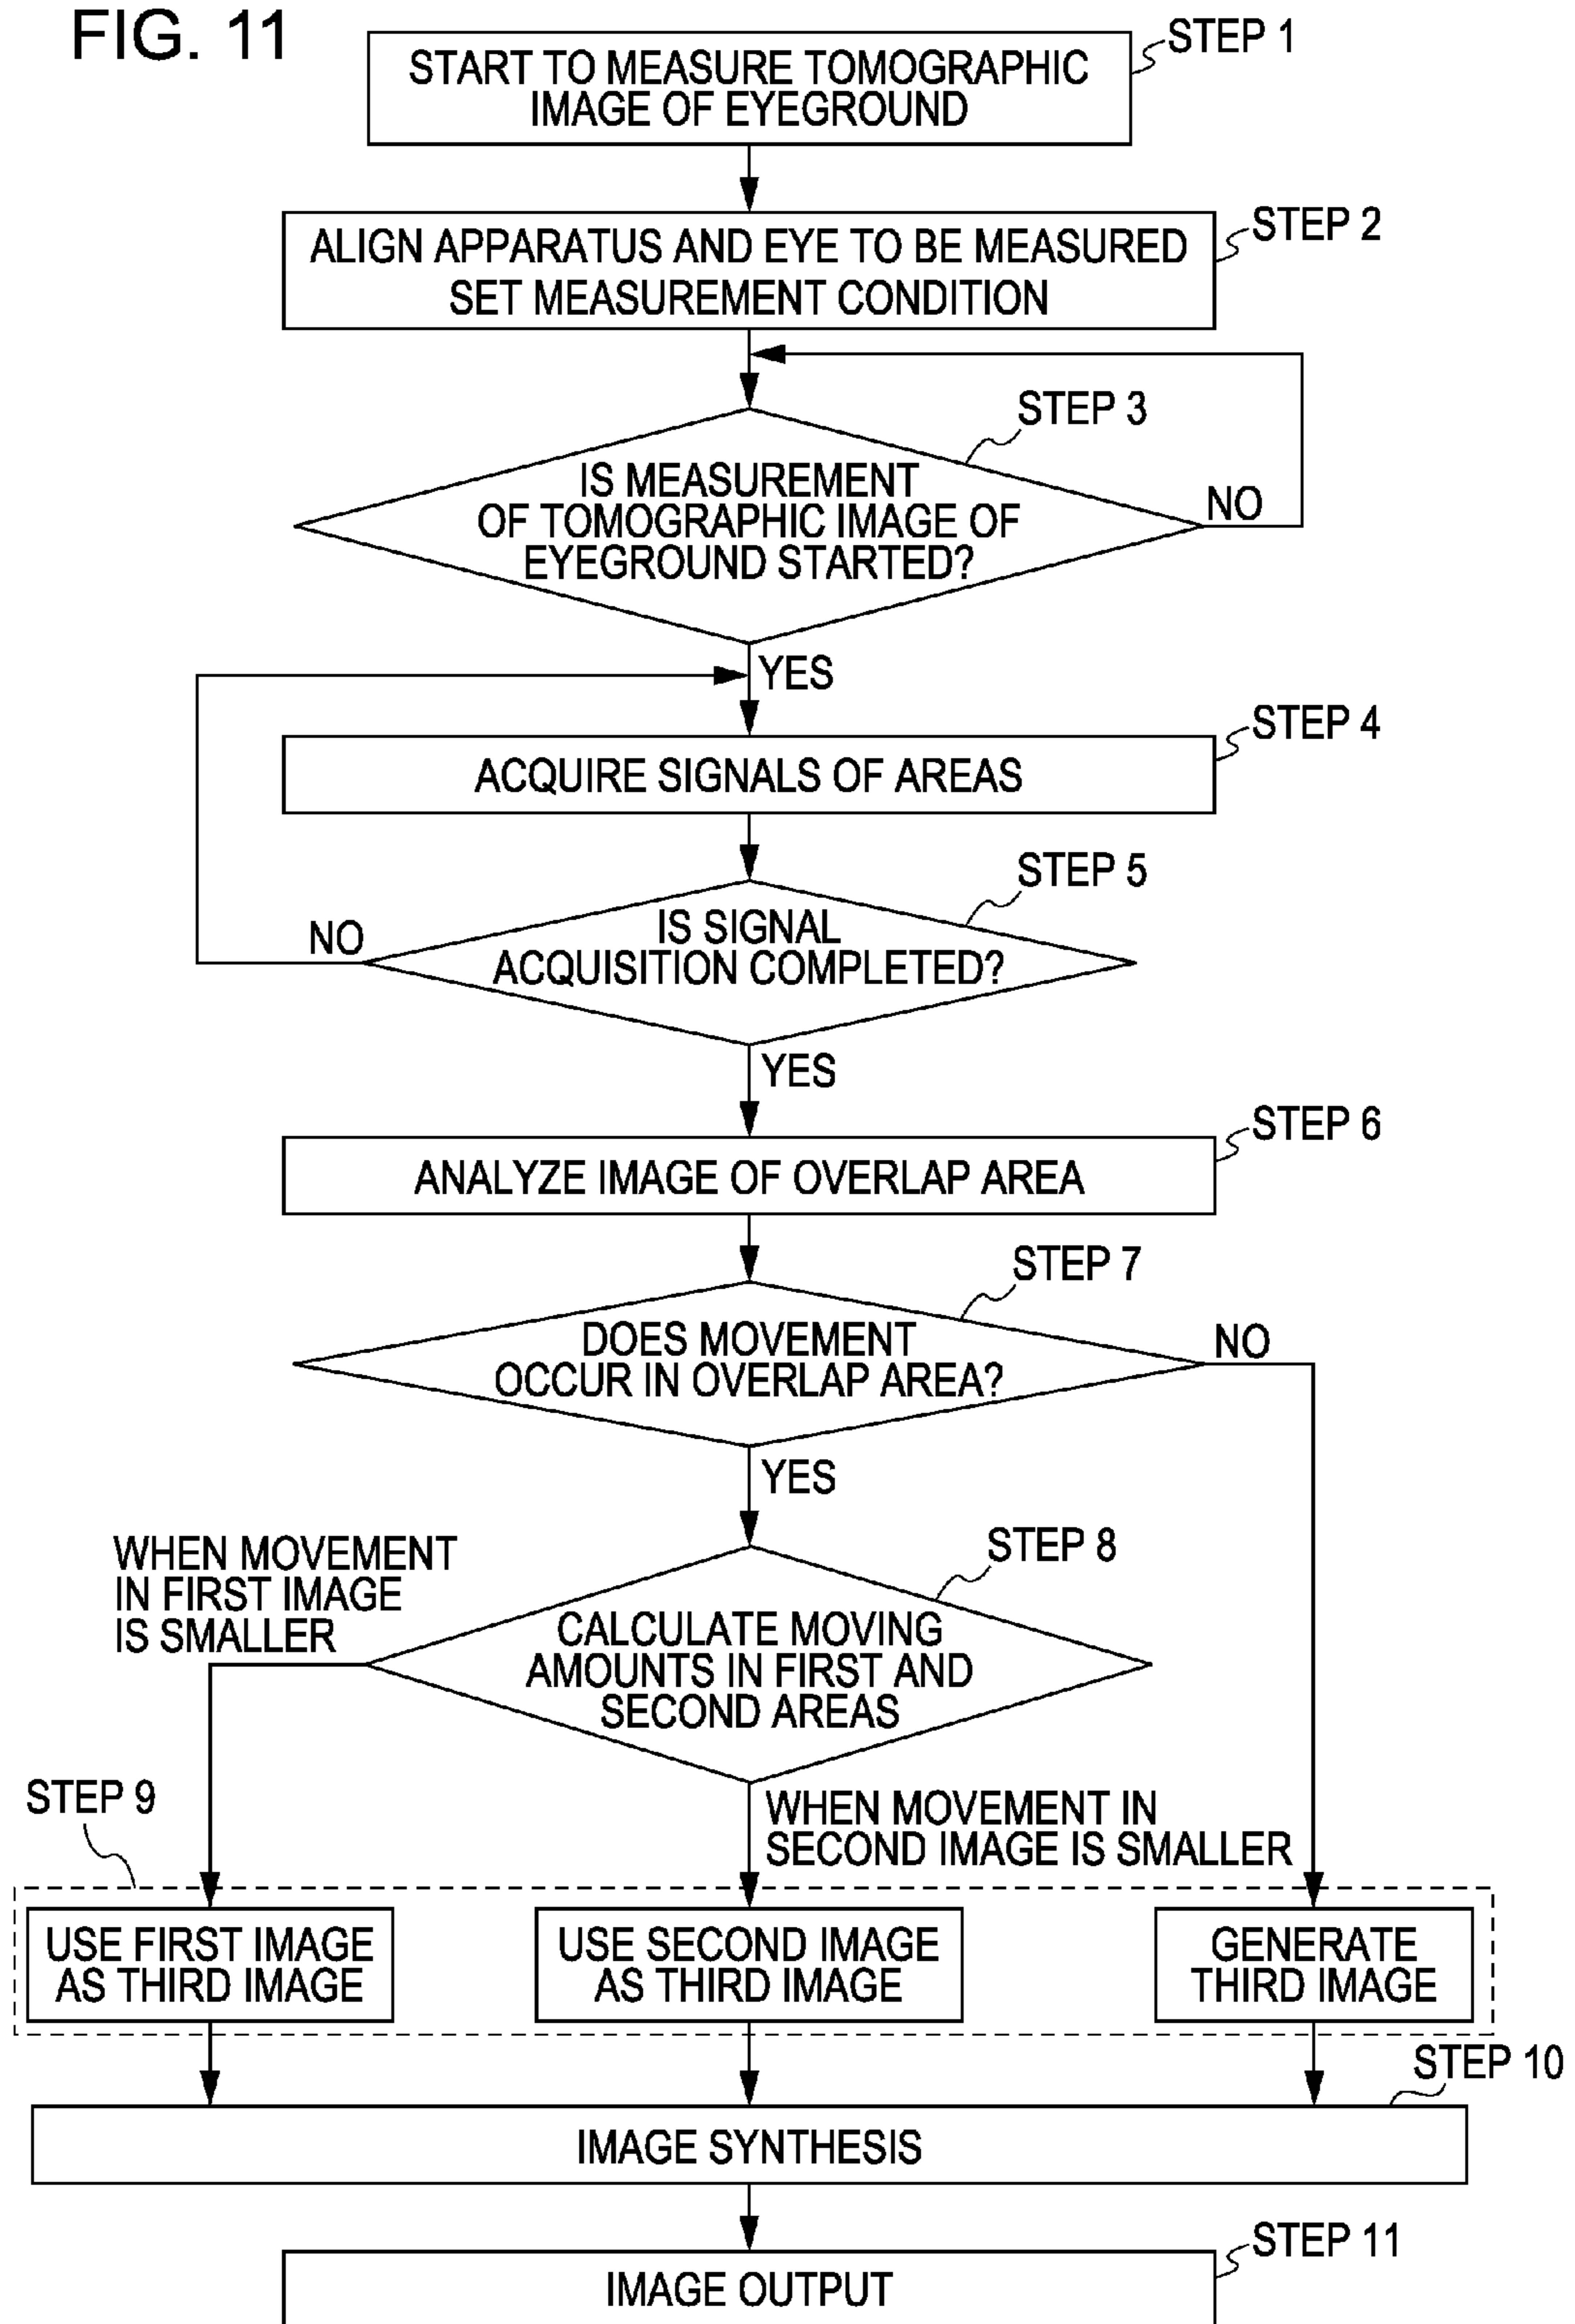 FIG. 11
STEP 1
START TO MEASURE TOMOGRAPHIC
IMAGE OF EYEGROUND
STEP 2
ALIGN APPARATUS AND EYE TO BE MEASURED
SET MEASUREMENT CONDITION
STEP 3
IS MEASUREMENT
OF TOMOGRAPHIC IMAGE OF
EYEGROUND STARTED?
NO
YES
STEP 4
ACQUIRE SIGNALS OF AREAS
STEP 5
IS SIGNAL
ACQUISITION COMPLETED?
NO
YES
STEP 6
ANALYZE IMAGE OF OVERLAP AREA
STEP 7
DOES MOVEMENT
OCCUR IN OVERLAP AREA?
NO
YES
WHEN MOVEMENT
IN FIRST IMAGE
IS SMALLER
STEP 8
CALCULATE MOVING
AMOUNTS IN FIRST AND
SECOND AREAS
STEP 9
WHEN MOVEMENT IN
SECOND IMAGE IS SMALLER
USE FIRST IMAGE
AS THIRD IMAGE
USE SECOND IMAGE
AS THIRD IMAGE
GENERATE
THIRD IMAGE
STEP 10
IMAGE SYNTHESIS
STEP 11
IMAGE OUTPUT